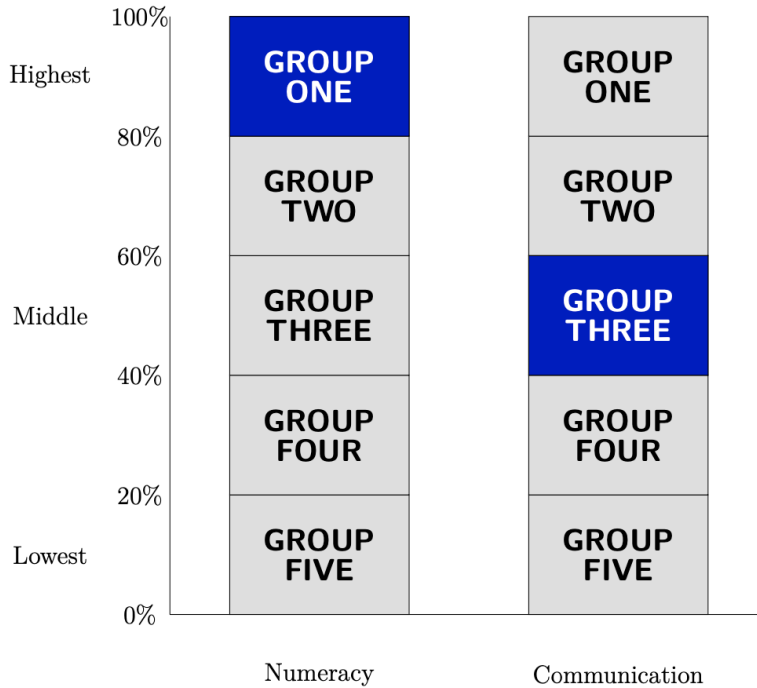 100%
Highest
GROUP
ONE
GROUP
ONE
80%
GROUP
TWO
GROUP
TWO
60%
Middle
GROUP
THREE
GROUP
THREE
40%
GROUP
FOUR
GROUP
FOUR
20%
Lowest
GROUP
FIVE
GROUP
FIVE
0%
Numeracy
Communication